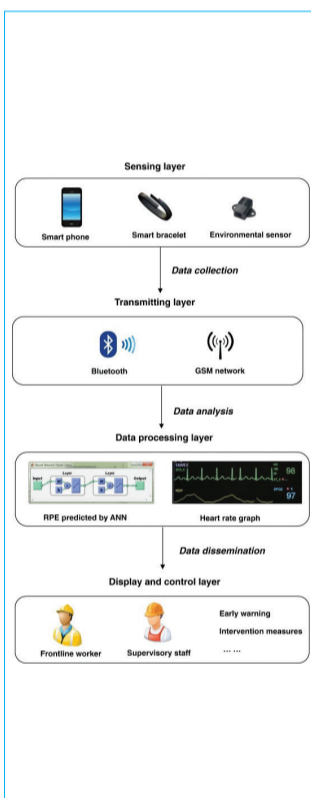 Sensing layer
Smart phone
Smart bracelet
Environmental sensor
Data collection
Transmitting layer
Bluetooth
GSM network
Data analysis
Data processing layer
Input
Layer
Layer
Output
98
97
RPE predicted by ANN
Heart rate graph
Data dissemination
Display and control layer
Early warning
Intervention measures
... ...
Frontline worker
Supervisory staff